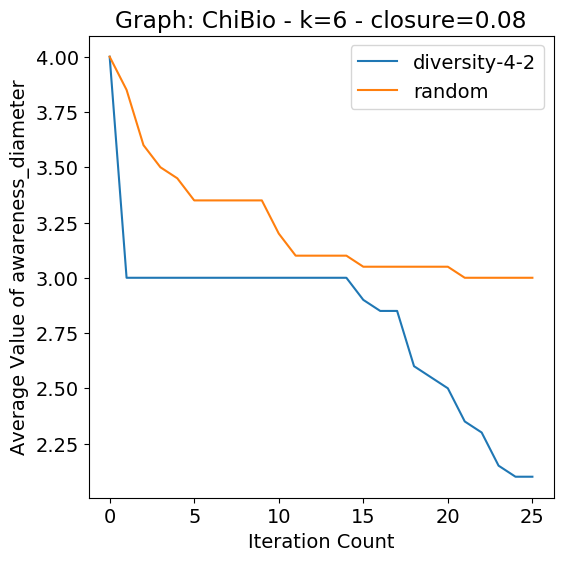 Graph: ChiBio - k=6 - closure=0.08
diversity-4-2
random
Average Value of awareness_diameter
4.00
3.75
3.50
3.25
3.00
2.75
2.50
2.25
0 5 10 15 20 25
Iteration Count